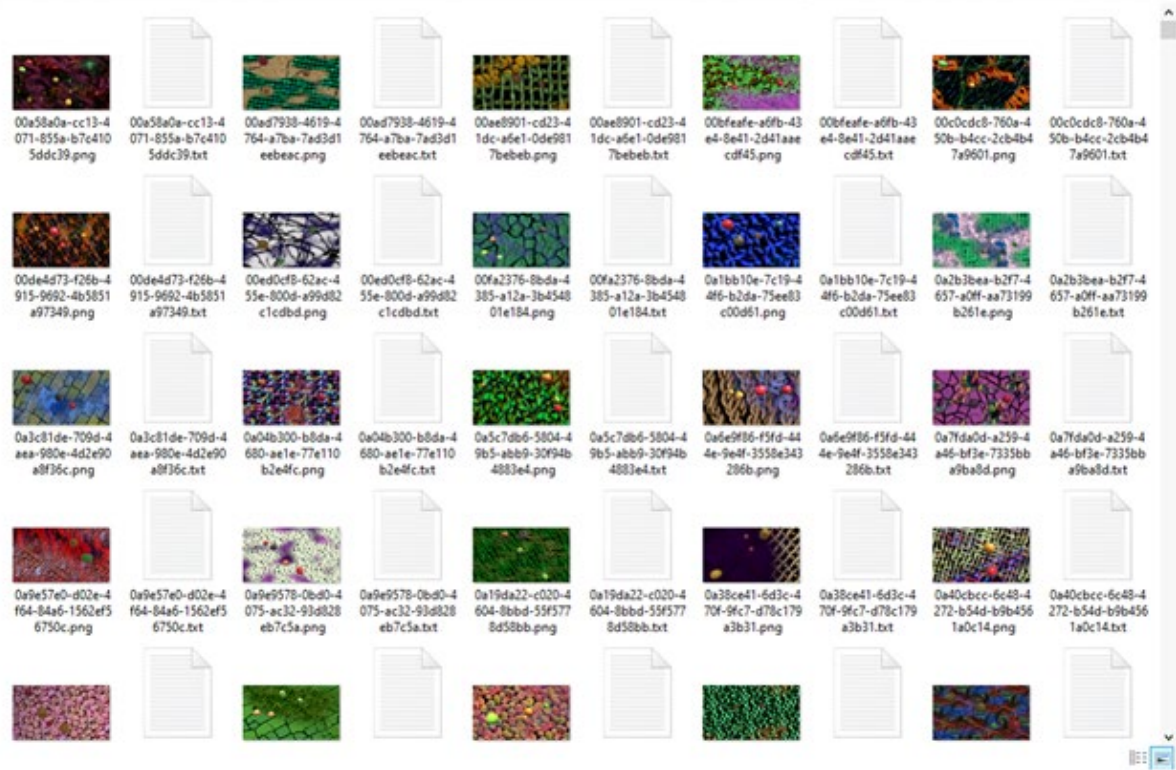 00a58a0a-cc13-4 00a58a0a-cc13-4 00ad7938-4619-4 00ad7938-4619-4 00ae8901-cd23-4 00ae8901-cd23-4 00bfeafe-a6fb-43 00bfeafe-a6fb-43 00c0cdc8-760a-4 00c0cdc8-760a-4
071-855a-b7c410 071-855a-b7c410 764-a7ba-7ad3d1 764-a7ba-7ad3d1 1dc-a6e1-0de981 1dc-a6e1-0de981 e4-8e41-2d41aae e4-8e41-2d41aae 50b-b4cc-2cb4b4 50b-b4cc-2cb4b4
5ddc39.png 5ddc39.txt eebeac.png eebeac.txt 7bebeb.png 7bebeb.txt cdf45.png cdf45.txt 7a9601.png 7a9601.txt
00de4d73-f26b-4 00de4d73-f26b-4 00ed0cf8-62ac-4 00ed0cf8-62ac-4 00fa2376-8bda-4 00fa2376-8bda-4 0a1bb10e-7c19-4 0a1bb10e-7c19-4 0a2b3bea-b2f7-4 0a2b3bea-b2f7-4
915-9692-4b5851 915-9692-4b5851 55e-800d-a99d82 55e-800d-a99d82 385-a12a-3b4548 385-a12a-3b4548 4f6-b2da-75ee83 4f6-b2da-75ee83 657-a0ff-aa73199 657-a0ff-aa73199
a97349.png a97349.txt c1cdbd.png c1cdbd.txt 01e184.png 01e184.txt c00d61.png c00d61.txt b261e.png b261e.txt
0a3c81de-709d-4 0a3c81de-709d-4 0a04b300-b8da-4 0a04b300-b8da-4 0a5c7db6-5804-4 0a5c7db6-5804-4 0a6e9f86-f5fd-44 0a6e9f86-f5fd-44 0a7fda0d-a259-4 0a7fda0d-a259-4
aea-980e-4d2e90 aea-980e-4d2e90 680-ae1e-77e110 680-ae1e-77e110 9b5-abb9-30f94b 9b5-abb9-30f94b 4e-9e4f-3558e343 4e-9e4f-3558e343 a46-bf3e-7335bb a46-bf3e-7335bb
a8f36c.png a8f36c.txt b2e4fc.png b2e4fc.txt 4883e4.png 4883e4.txt 286b.png 286b.txt a9ba8d.png a9ba8d.txt
0a9e57e0-d02e-4 0a9e57e0-d02e-4 0a9e9578-0bd0-4 0a9e9578-0bd0-4 0a19da22-c020-4 0a19da22-c020-4 0a38ce41-6d3c-4 0a38ce41-6d3c-4 0a40cbcc-6c48-4 0a40cbcc-6c48-4
f64-84a6-1562ef5 f64-84a6-1562ef5 075-ac32-93d828 075-ac32-93d828 604-8bbd-55f577 604-8bbd-55f577 70f-9fc7-d78c179 70f-9fc7-d78c179 272-b54d-b9b456 272-b54d-b9b456
6750c.png 6750c.txt eb7c5a.png eb7c5a.txt 8d58bb.png 8d58bb.txt a3b31.png a3b31.txt 1a0c14.png 1a0c14.txt